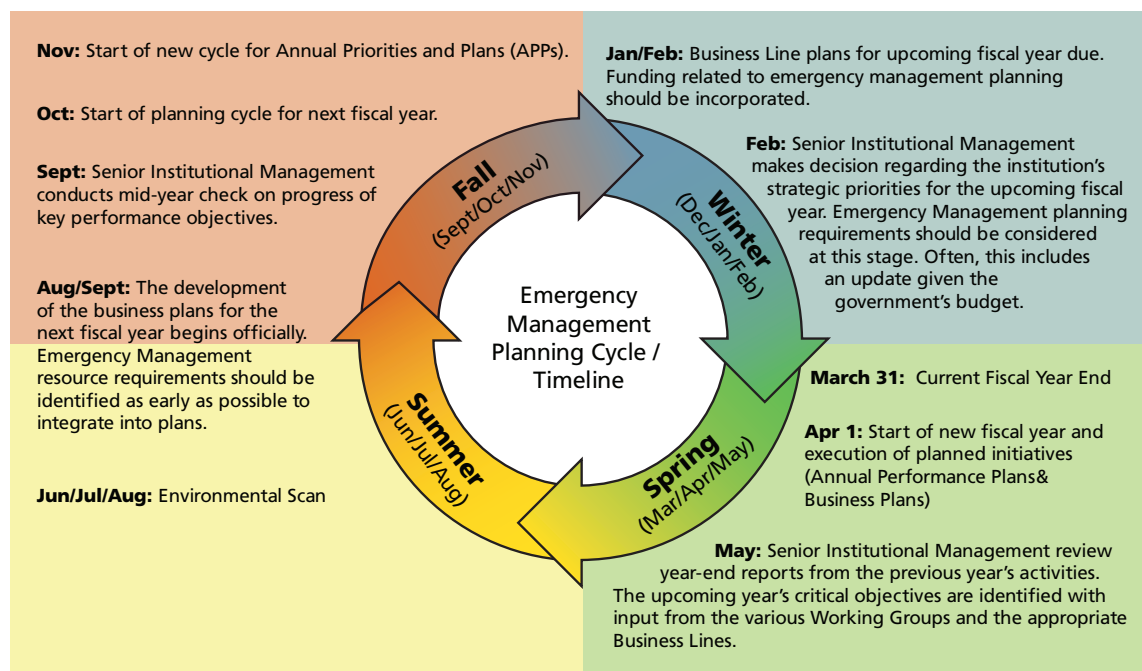 Nov: Start of new cycle for Annual Priorities and Plans (APPs).
Oct: Start of planning cycle for next fiscal year.
Sept: Senior Institutional Management
conducts mid-year check on progress of
key performance objectives.
Aug/Sept: The development
of the business plans for the
next fiscal year begins officially.
Emergency Management
resource requirements should be
identified as early as possible to
integrate into plans.
Jun/Jul/Aug: Environmental Scan
Fall
(Sept/Oct/Nov)
Winter
(Dec/Jan/Feb)
Emergency
Management
Planning Cycle /
Timeline
Summer
(Jun/Jul/Aug)
Spring
(Mar/Apr/May)
Jan/Feb: Business Line plans for upcoming fiscal year due.
Funding related to emergency management planning
should be incorporated.
Feb: Senior Institutional Management
makes decision regarding the institution’s
strategic priorities for the upcoming fiscal
year. Emergency Management planning
requirements should be considered
at this stage. Often, this includes
an update given the
government’s budget.
March 31: Current Fiscal Year End
Apr 1: Start of new fiscal year and
execution of planned initiatives
(Annual Performance Plans&
Business Plans)
May: Senior Institutional Management review
year-end reports from the previous year’s activities.
The upcoming year’s critical objectives are identified with
input from the various Working Groups and the appropriate
Business Lines.